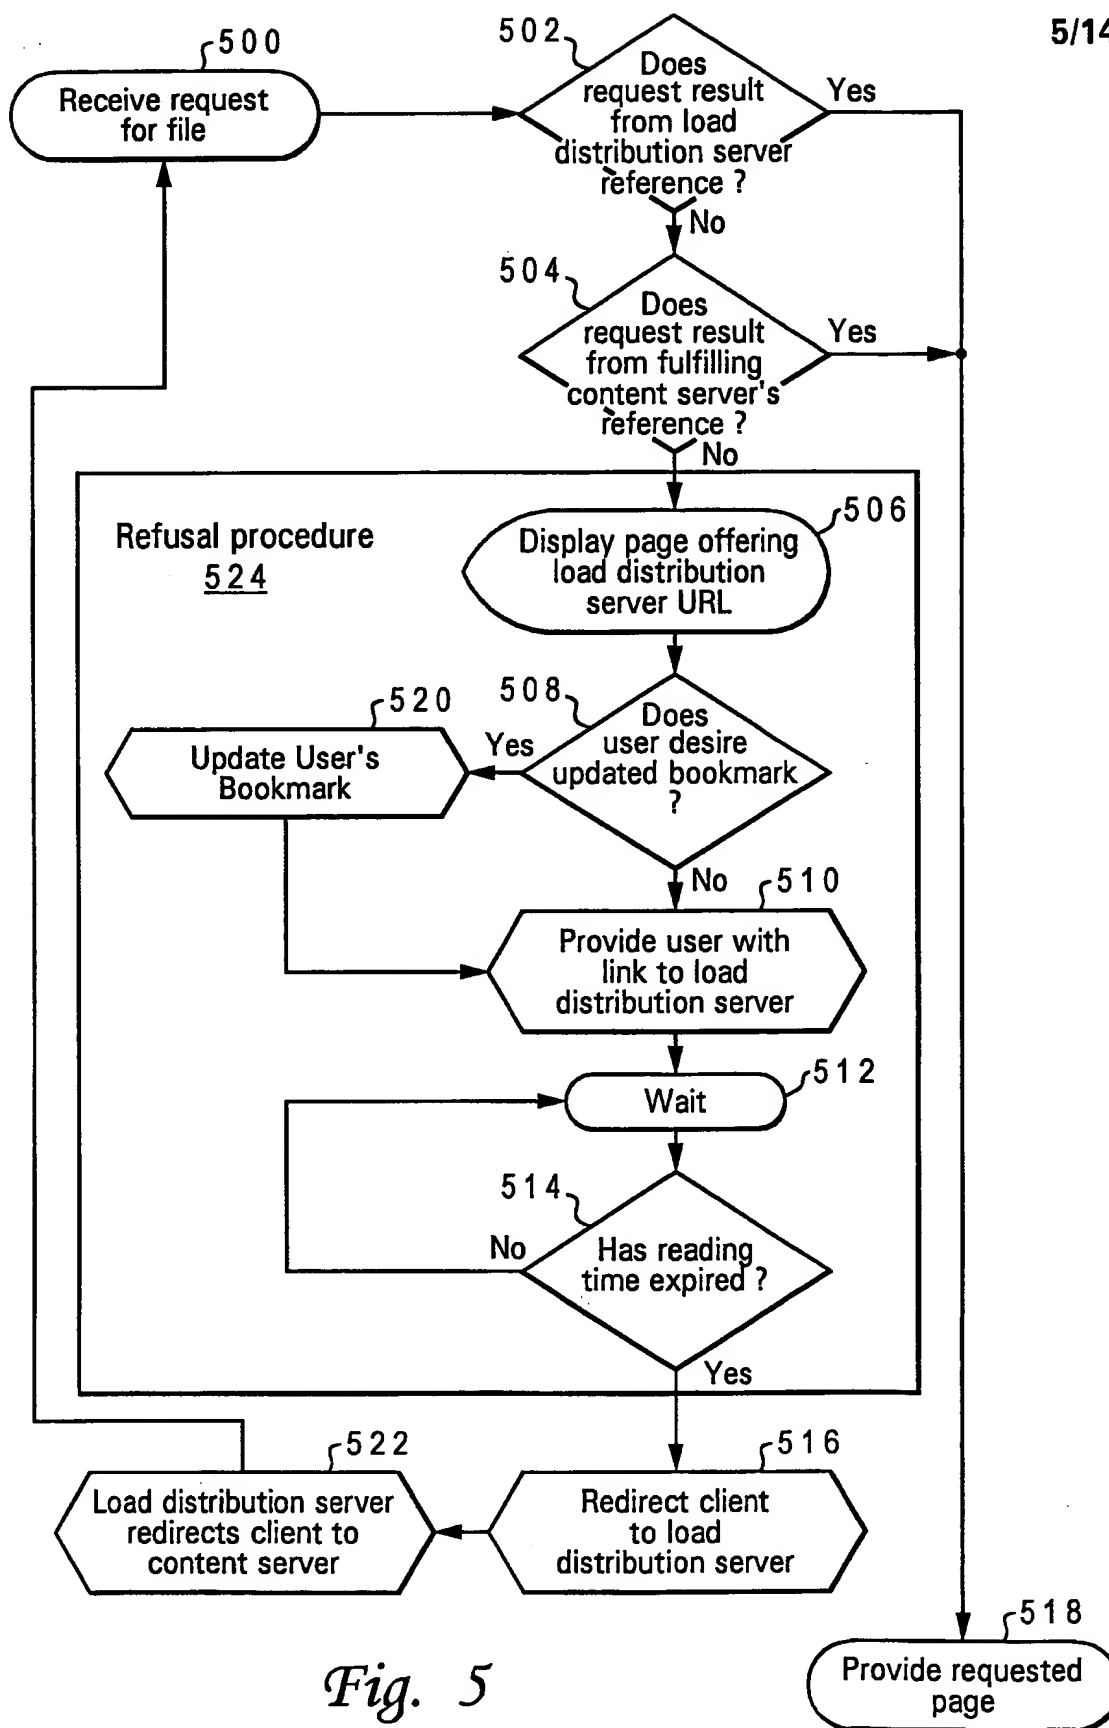 5/14
500
Receive request
for file
502
Does
request result
from load
distribution server
reference ?
Yes
No
504
Does
request result
from fulfilling
content server's
reference ?
Yes
No
Refusal procedure
524
506
Display page offering
load distribution
server URL
508
Does
user desire
updated bookmark
?
Yes
520
Update User's
Bookmark
No
510
Provide user with
link to load
distribution server
512
Wait
514
Has reading
time expired ?
No
Yes
516
Redirect client
to load
distribution server
522
Load distribution server
redirects client to
content server
518
Provide requested
page
Fig. 5